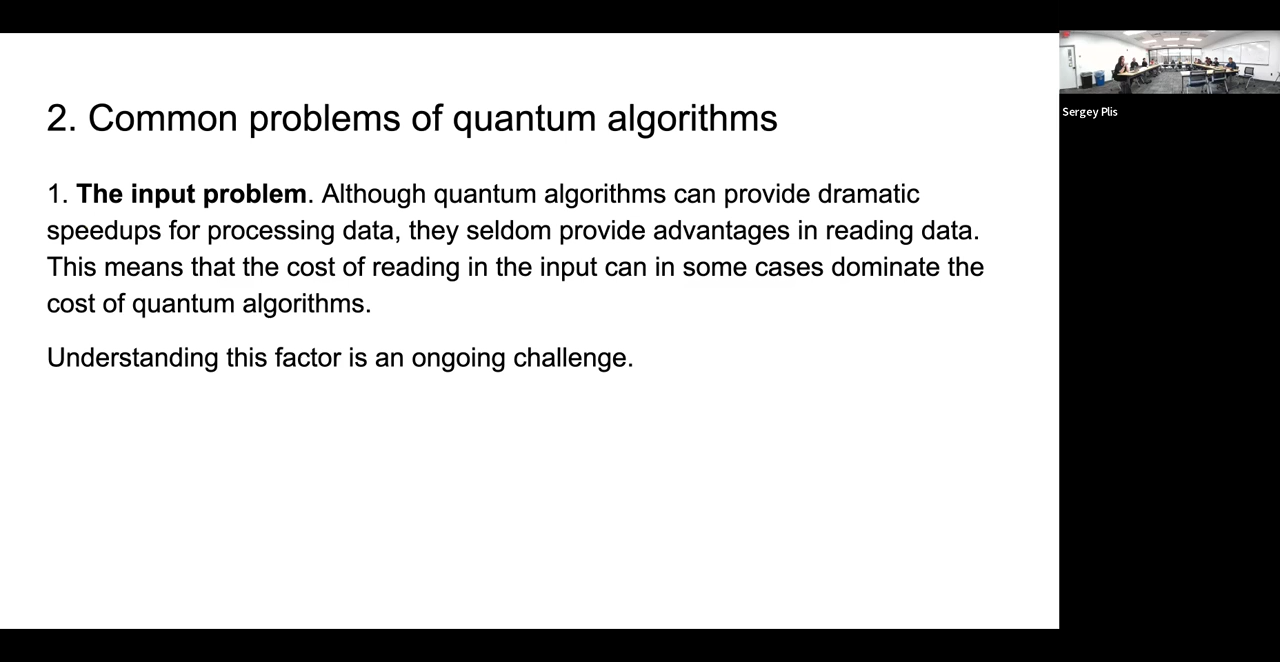 2. Common problems of quantum algorithms
1. The input problem. Although quantum algorithms can provide dramatic
speedups for processing data, they seldom provide advantages in reading data.
This means that the cost of reading in the input can in some cases dominate the
cost of quantum algorithms.
Understanding this factor is an ongoing challenge.
Sergey Plis